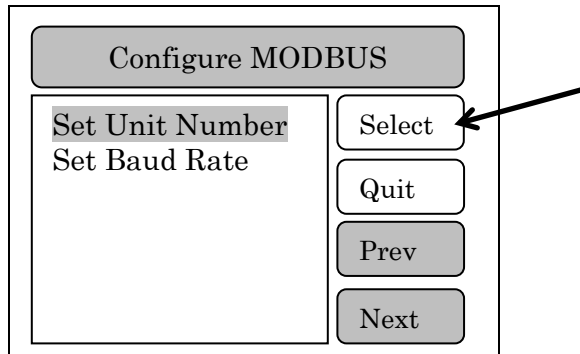 Configure MODBUS
Set Unit Number
Set Baud Rate
Select
Quit
Prev
Next